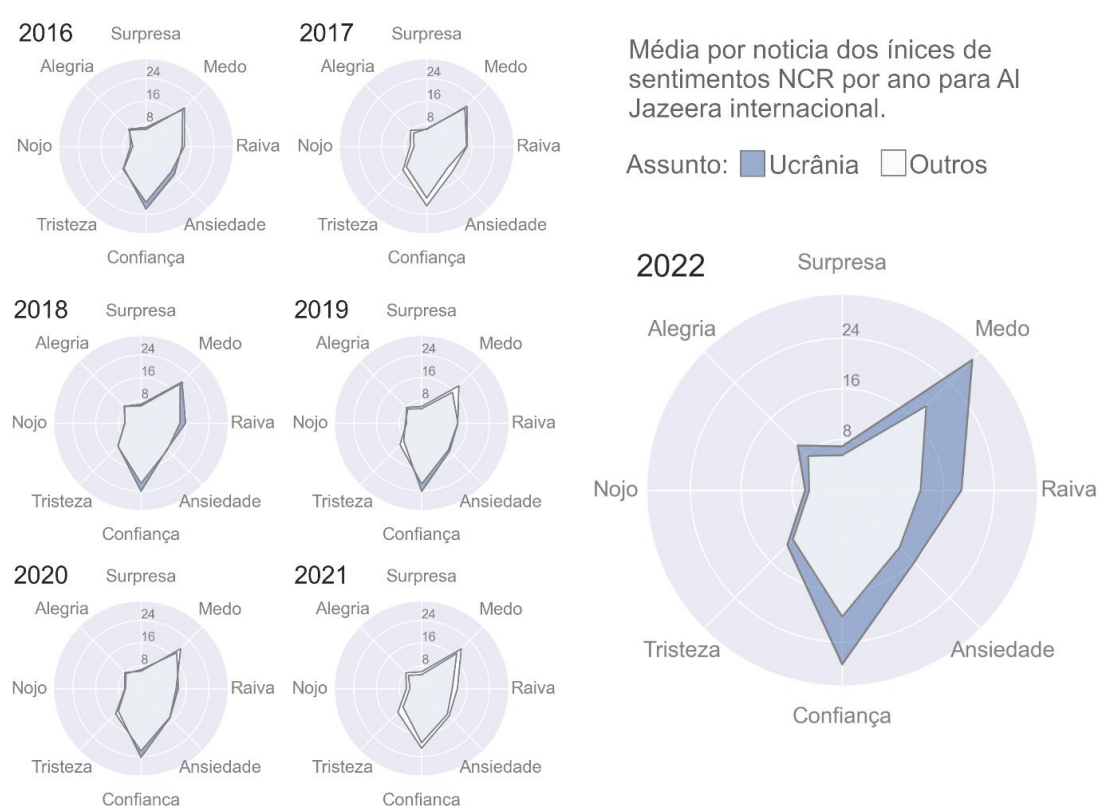 2016
Surpresa
Alegria
Medo
24
16
8
Nojo
Raiva
Tristeza
Ansiedade
Confiança
2017
Surpresa
Alegria
Medo
24
16
8
Nojo
Raiva
Tristeza
Ansiedade
Confiança
Média por noticia dos ínices de
sentimentos NCR por ano para Al
Jazeera internacional.
Assunto: Ucrânia Outros
2018
Surpresa
Alegria
Medo
24
16
8
Nojo
Raiva
Tristeza
Ansiedade
Confiança
2019
Surpresa
Alegria
Medo
24
16
8
Nojo
Raiva
Tristeza
Ansiedade
Confiança
2020
Surpresa
Alegria
Medo
24
16
8
Nojo
Raiva
Tristeza
Ansiedade
Confiança
2021
Surpresa
Alegria
Medo
24
16
8
Nojo
Raiva
Tristeza
Ansiedade
Confiança
2022
Surpresa
Alegria
Medo
24
16
8
Nojo
Raiva
Tristeza
Ansiedade
Confiança